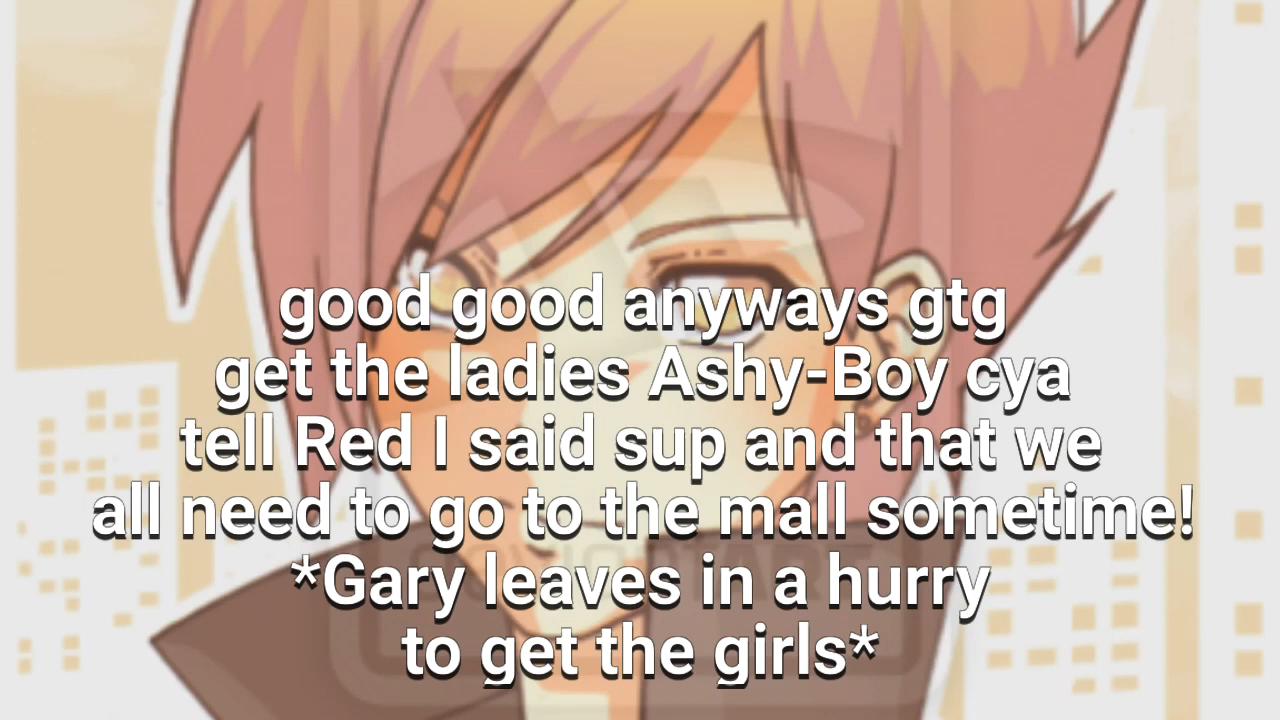 good good anyways gtg
get the ladies Ashy-Boy cya
tell Red I said sup and that we
all need to go to the mall sometime!
*Gary leaves in a hurry
to get the girls*